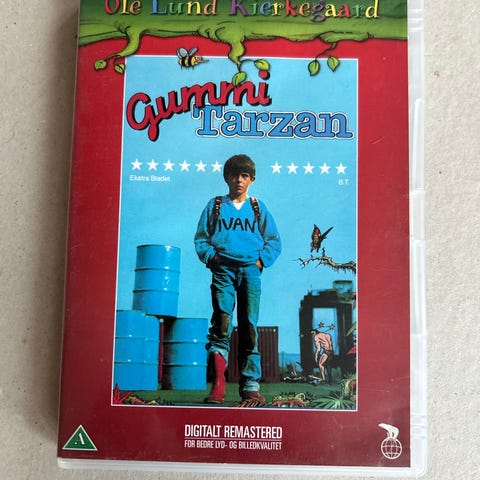 Ole Lund Kierkegaard
Gummi
Tarzan
★★★★★★
★★★★★
Ekstra Bladet
B.T.
IVAN
DIGITALT REMASTERED
FOR BEDRE LYD- OG BILLEDKVALITET
A